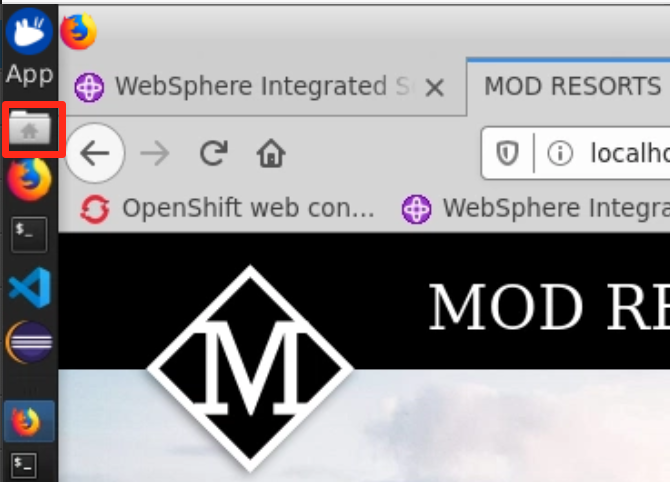 App
WebSphere Integrated S
MOD RESORTS
localho
OpenShift web con...
WebSphere Integra
$_
M
MOD RE
$_